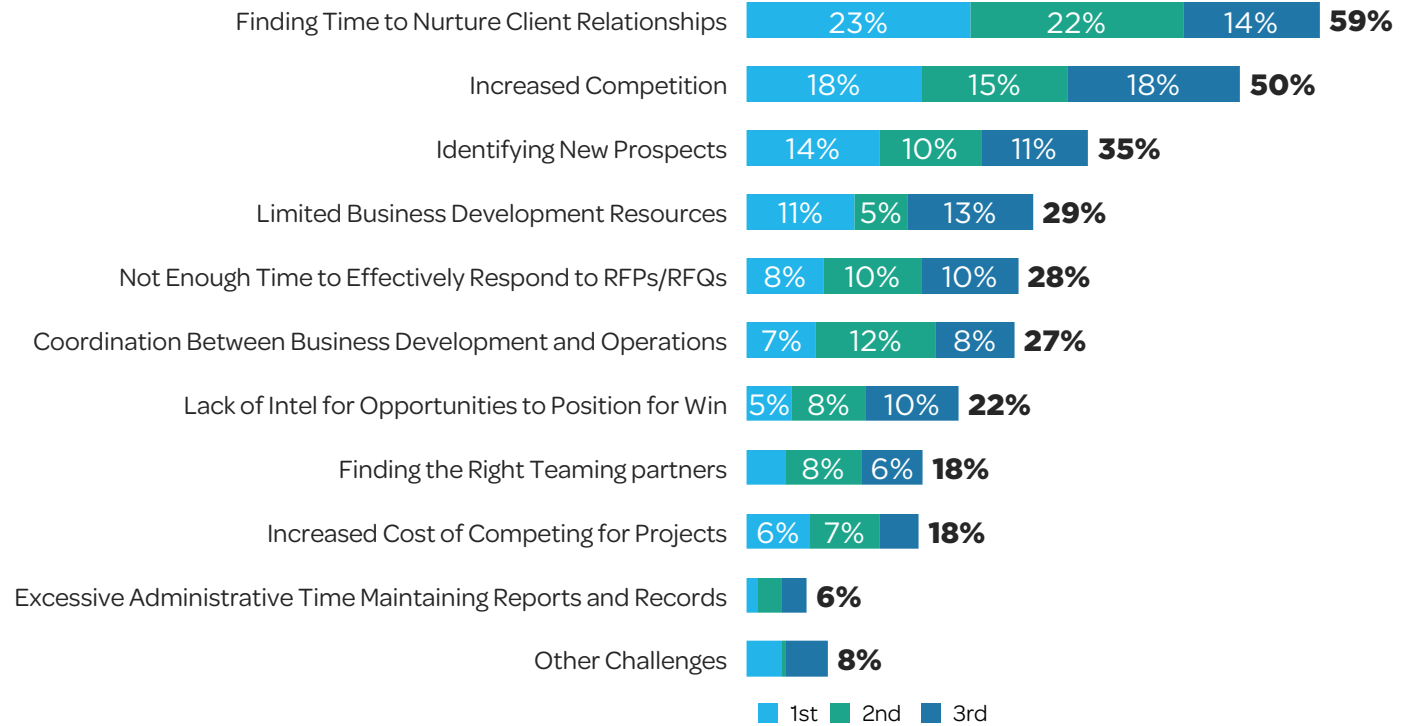 Finding Time to Nurture Client Relationships 23% 22% 14% 59%
Increased Competition 18% 15% 18% 50%
Identifying New Prospects 14% 10% 11% 35%
Limited Business Development Resources 11% 5% 13% 29%
Not Enough Time to Effectively Respond to RFPs/RFQs 8% 10% 10% 28%
Coordination Between Business Development and Operations 7% 12% 8% 27%
Lack of Intel for Opportunities to Position for Win 5% 8% 10% 22%
Finding the Right Teaming partners 8% 6% 18%
Increased Cost of Competing for Projects 6% 7% 18%
Excessive Administrative Time Maintaining Reports and Records 6%
Other Challenges 8%
1st 2nd 3rd